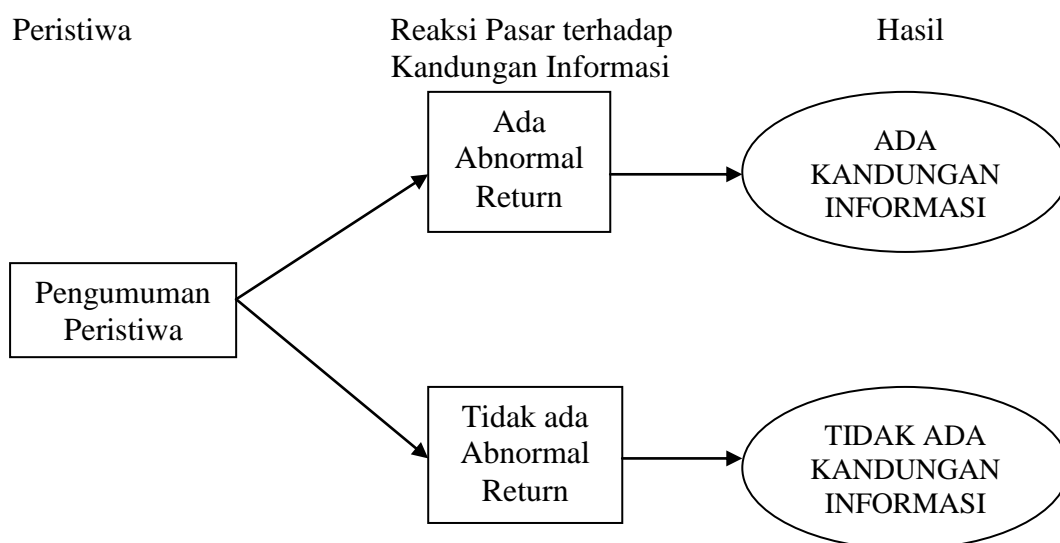 Peristiwa
Reaksi Pasar terhadap
Kandungan Informasi
Hasil
Ada
Abnormal
Return
ADA
KANDUNGAN
INFORMASI
Pengumuman
Peristiwa
Tidak ada
Abnormal
Return
TIDAK ADA
KANDUNGAN
INFORMASI